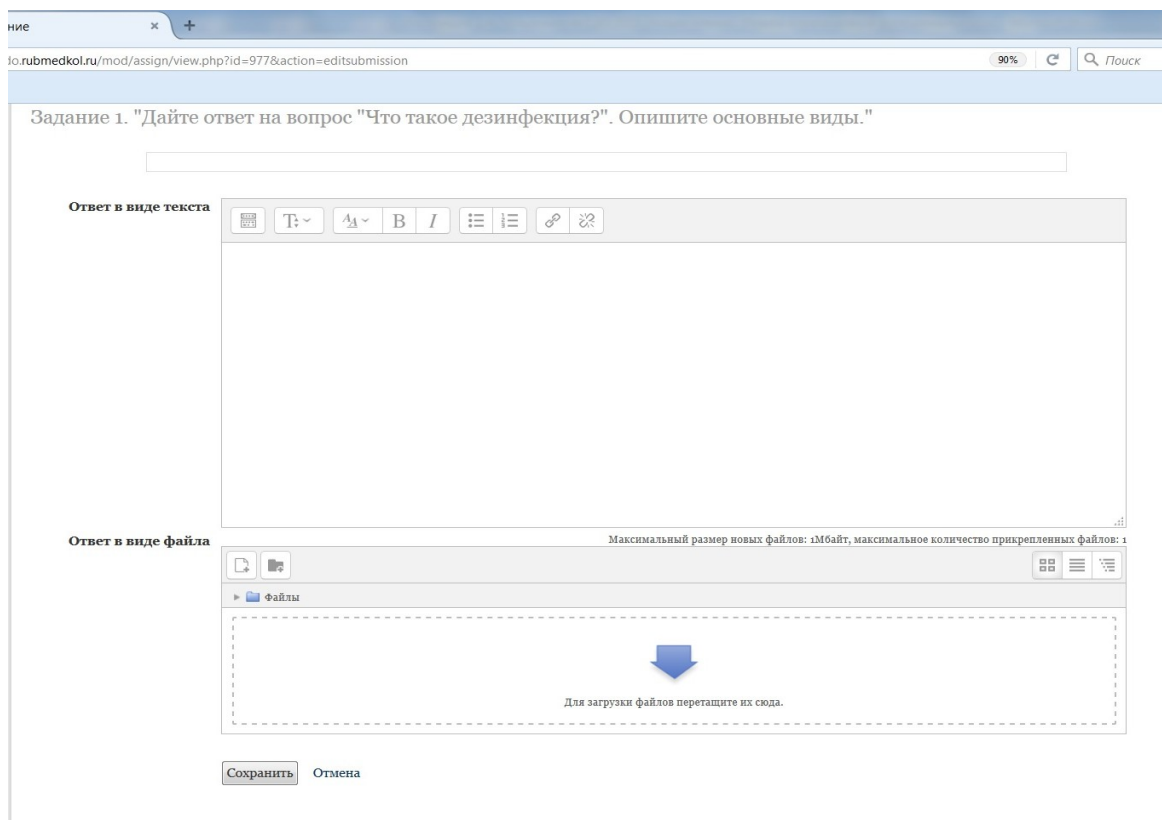 ние × +
do.rubmedkol.ru/mod/assign/view.php?id=977&action=editsubmission 90% Поиск
Задание 1. "Дайте ответ на вопрос "Что такое дезинфекция?". Опишите основные виды."
Ответ в виде текста
B I
Ответ в виде файла Максимальный размер новых файлов: 1Мбайт, максимальное количество прикрепленных файлов: 1
Файлы
Для загрузки файлов перетащите их сюда.
Сохранить Отмена